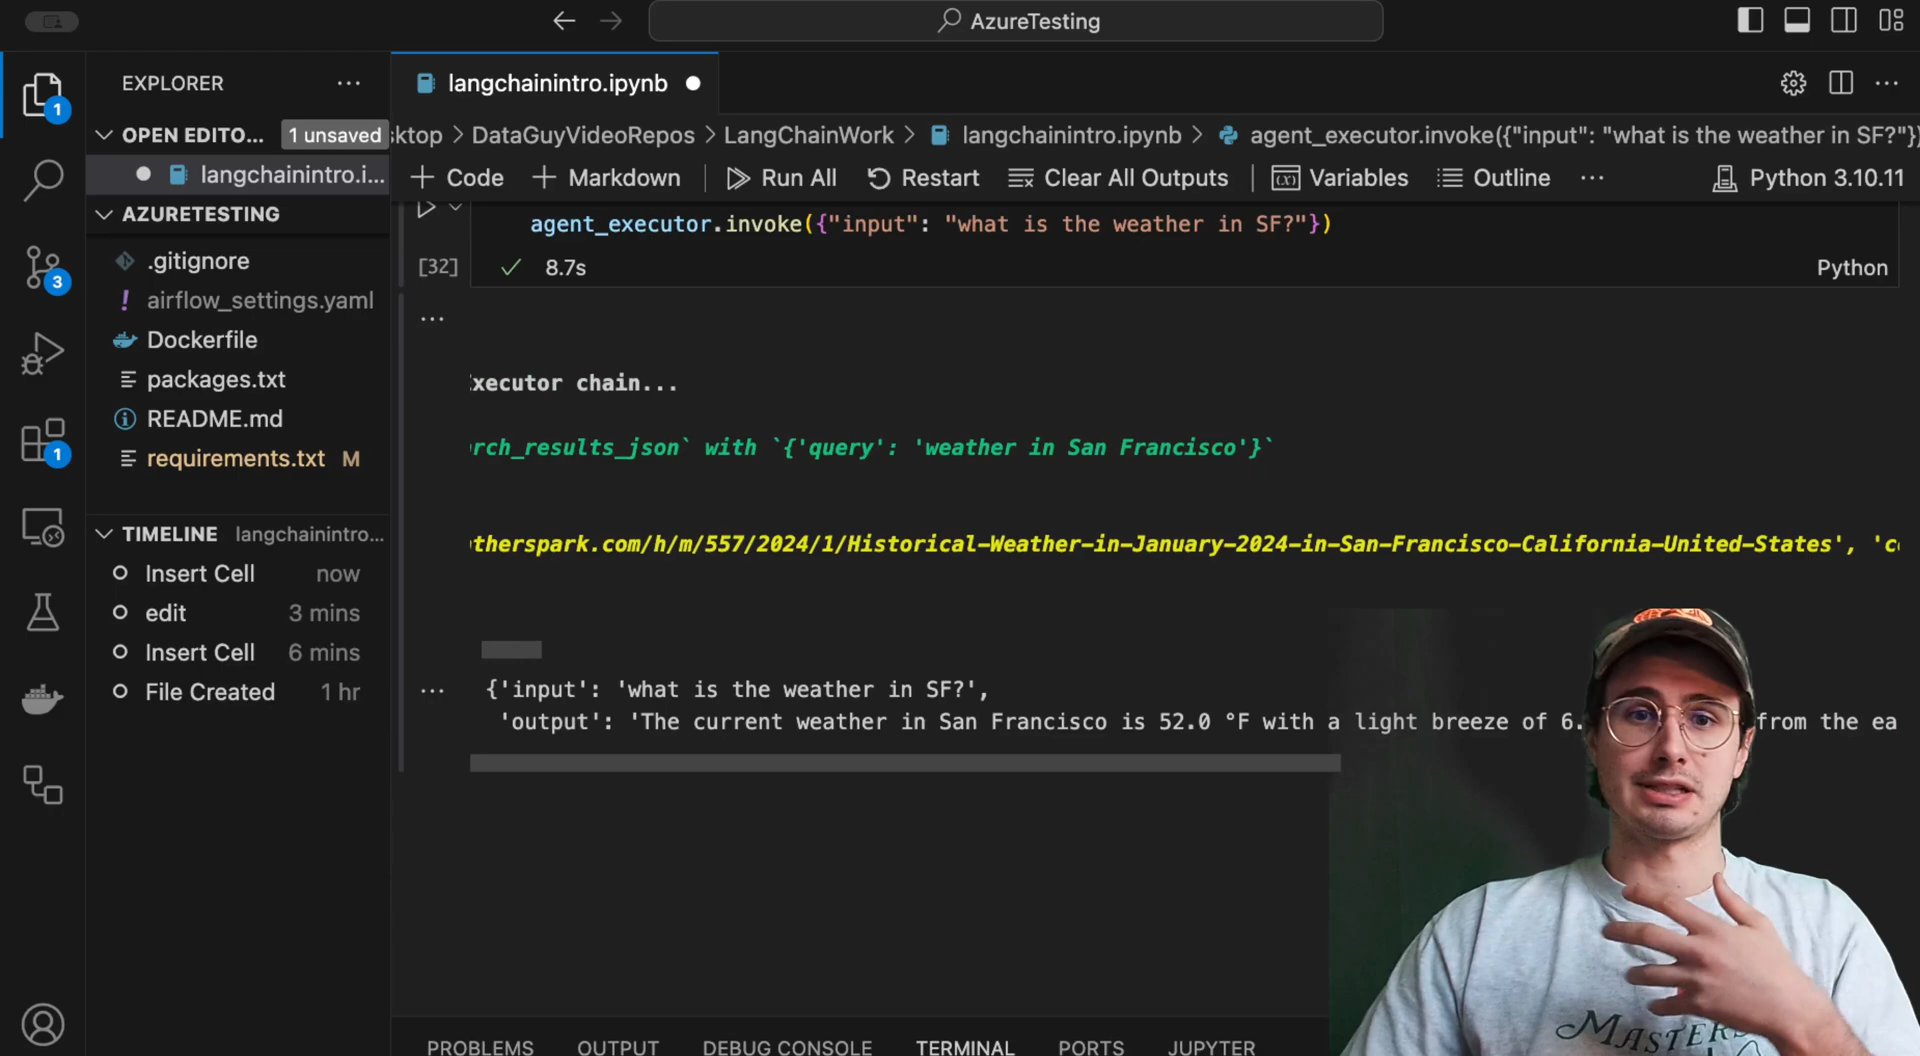 AzureTesting
EXPLORER
langchainintro.ipynb
1
OPEN EDITO... 1 unsaved
ktop > DataGuyVideoRepos > LangChainWork > langchainintro.ipynb > agent_executor.invoke({"input": "what is the weather in SF?"})
langchainintro.i...
+ Code + Markdown Run All Restart Clear All Outputs Variables Outline ... Python 3.10.11
AZURETESTING
agent_executor.invoke({"input": "what is the weather in SF?"})
.gitignore
[32] 8.7s Python
3
airflow_settings.yaml
...
Dockerfile
packages.txt
xecutor chain...
README.md
1
rch_results_json` with `{'query': 'weather in San Francisco'}`
requirements.txt M
TIMELINE langchainintro...
therspark.com/h/m/557/2024/1/Historical-Weather-in-January-2024-in-San-Francisco-California-United-States', 'c
Insert Cell now
edit 3 mins
Insert Cell 6 mins
File Created 1 hr
... {'input': 'what is the weather in SF?',
'output': 'The current weather in San Francisco is 52.0 °F with a light breeze of 6. from the ea
PROBLEMS OUTPUT DEBUG CONSOLE TERMINAL PORTS JUPYTER